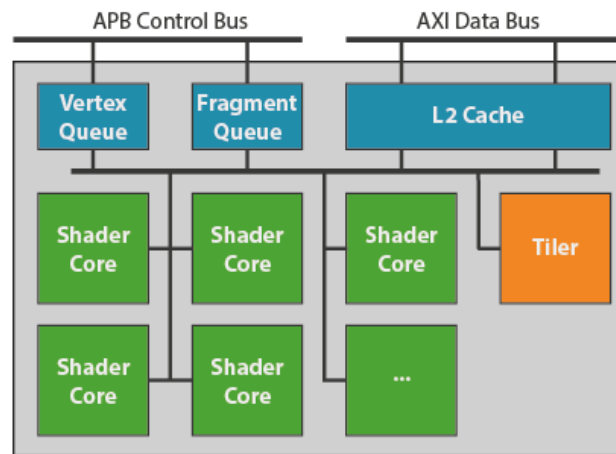 APB Control Bus
AXI Data Bus
Vertex
Queue
Fragment
Queue
L2 Cache
Shader
Core
Shader
Core
Shader
Core
Tiler
Shader
Core
Shader
Core
...